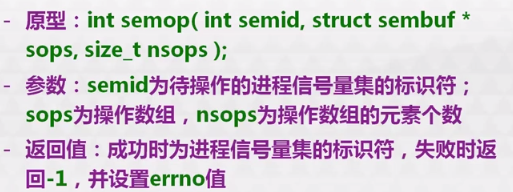 - 原型：int semop( int semid, struct sembuf *
sops, size_t nsops );
- 参数：semid为待操作的进程信号量集的标识符；
sops为操作数组，nsops为操作数组的元素个数
- 返回值：成功时为进程信号量集的标识符，失败时返
回-1，并设置errno值